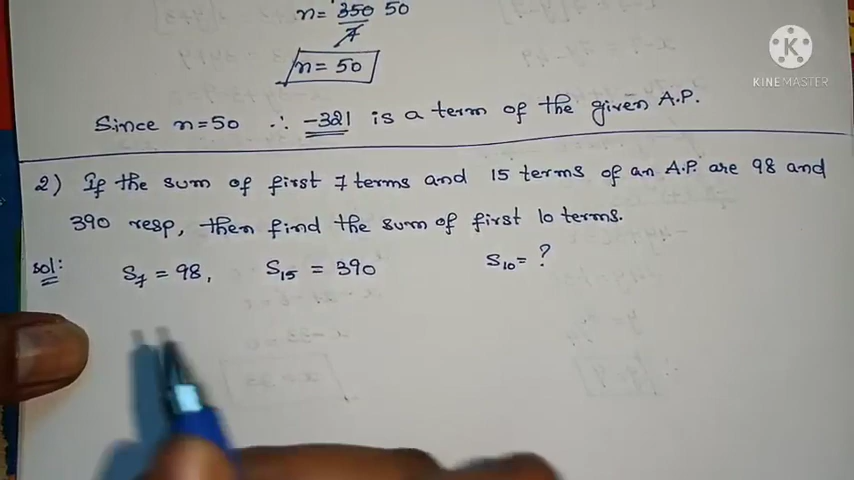 n= 350 50
7
n= 50
KINEMASTER
Since n=50 ∴ -321 is a term of the given A.P.
2) If the sum of first 7 terms and 15 terms of an A.P. are 98 and
390 resp, then find the sum of first 10 terms.
sol: S7 = 98, S15 = 390 S10= ?